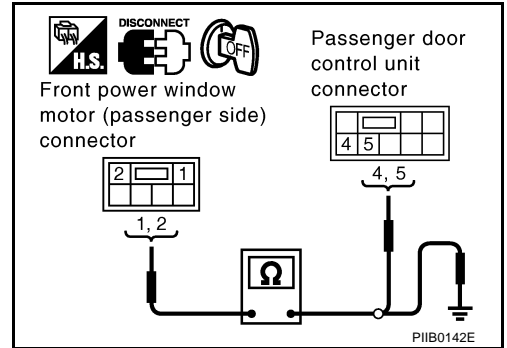 DISCONNECT
H.S.
OFF
Front power window
motor (passenger side)
connector
Passenger door
control unit
connector
2 1
4 5
1, 2
4, 5
Ω
PIIB0142E